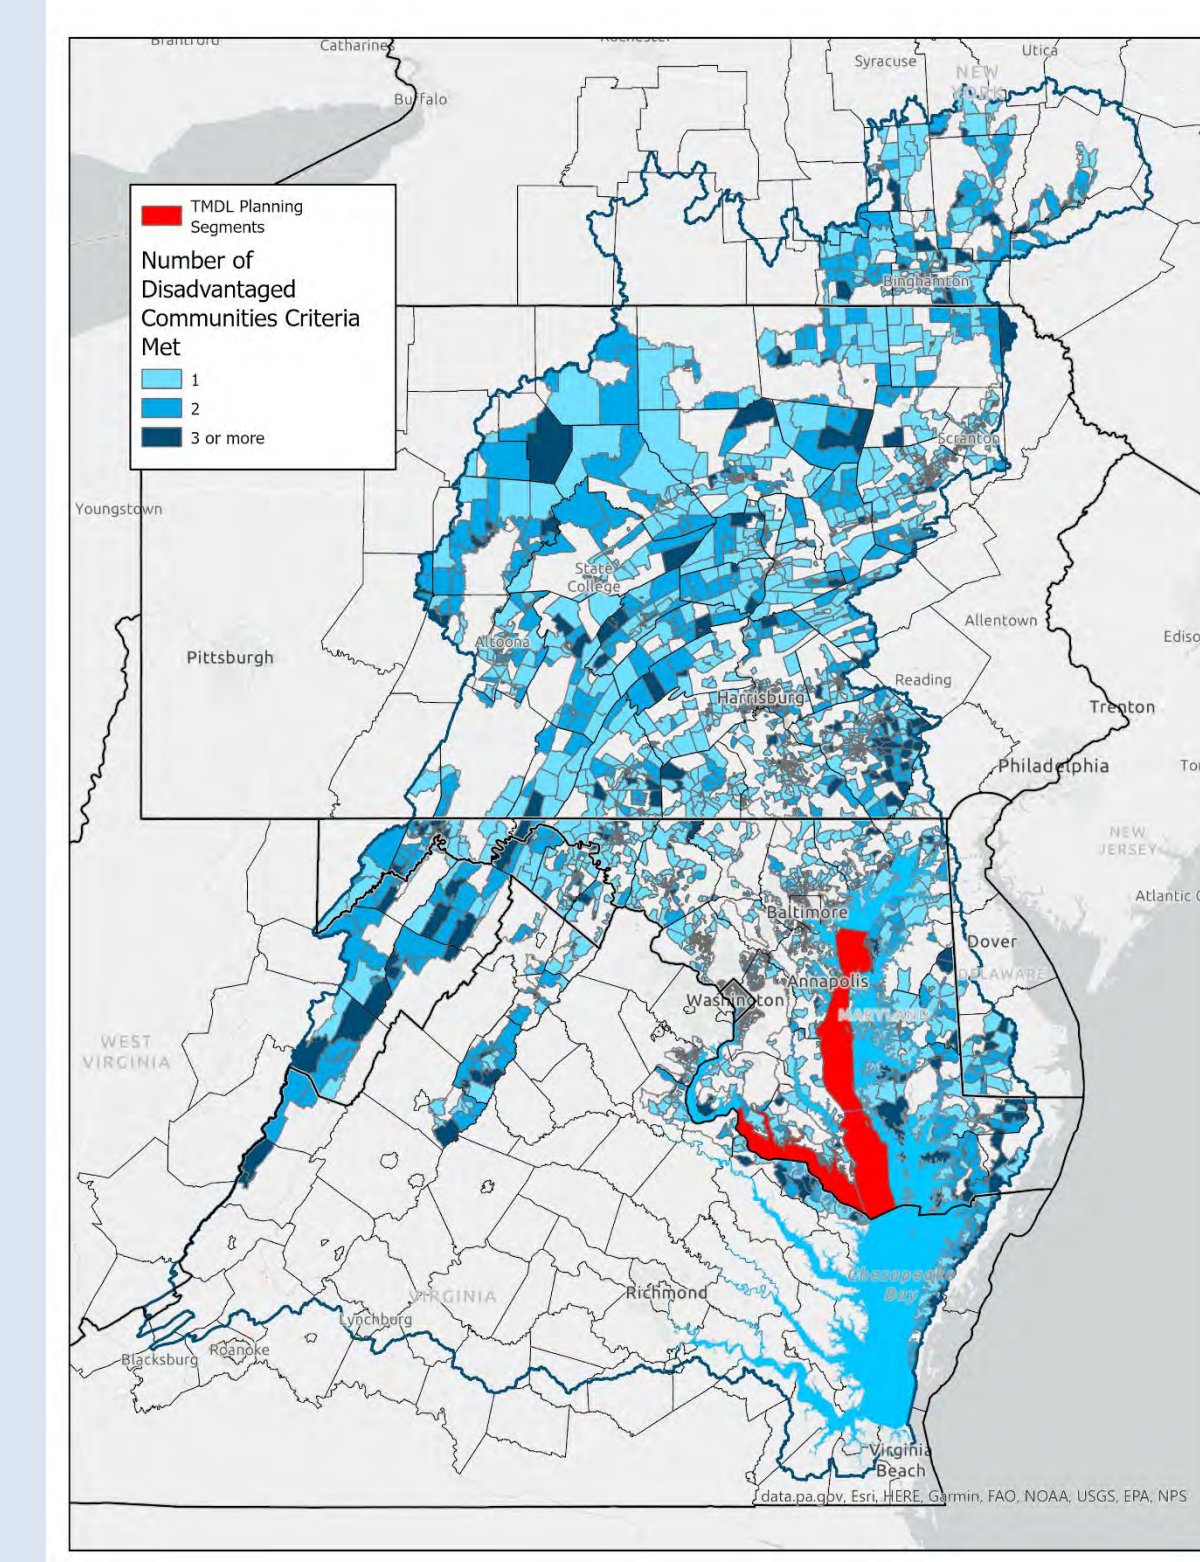 Brantford
Catharines
Rochester
Utica
Syracuse
NEW
YORK
Buffalo
TMDL Planning
Segments
Number of
Disadvantaged
Communities Criteria
Met
1
2
3 or more
Binghamton
Scranton
Youngstown
State
College
Allentown
Altoona
Pittsburgh
Reading
Harrisburg
Trenton
Philadelphia
NEW
JERSEY
Baltimore
Dover
DELAWARE
Annapolis
Washington
MARYLAND
WEST
VIRGINIA
Chesapeake
Bay
Richmond
VIRGINIA
Lynchburg
Roanoke
Blacksburg
Virginia
Beach
data.pa.gov, Esri, HERE, Garmin, FAO, NOAA, USGS, EPA, NPS